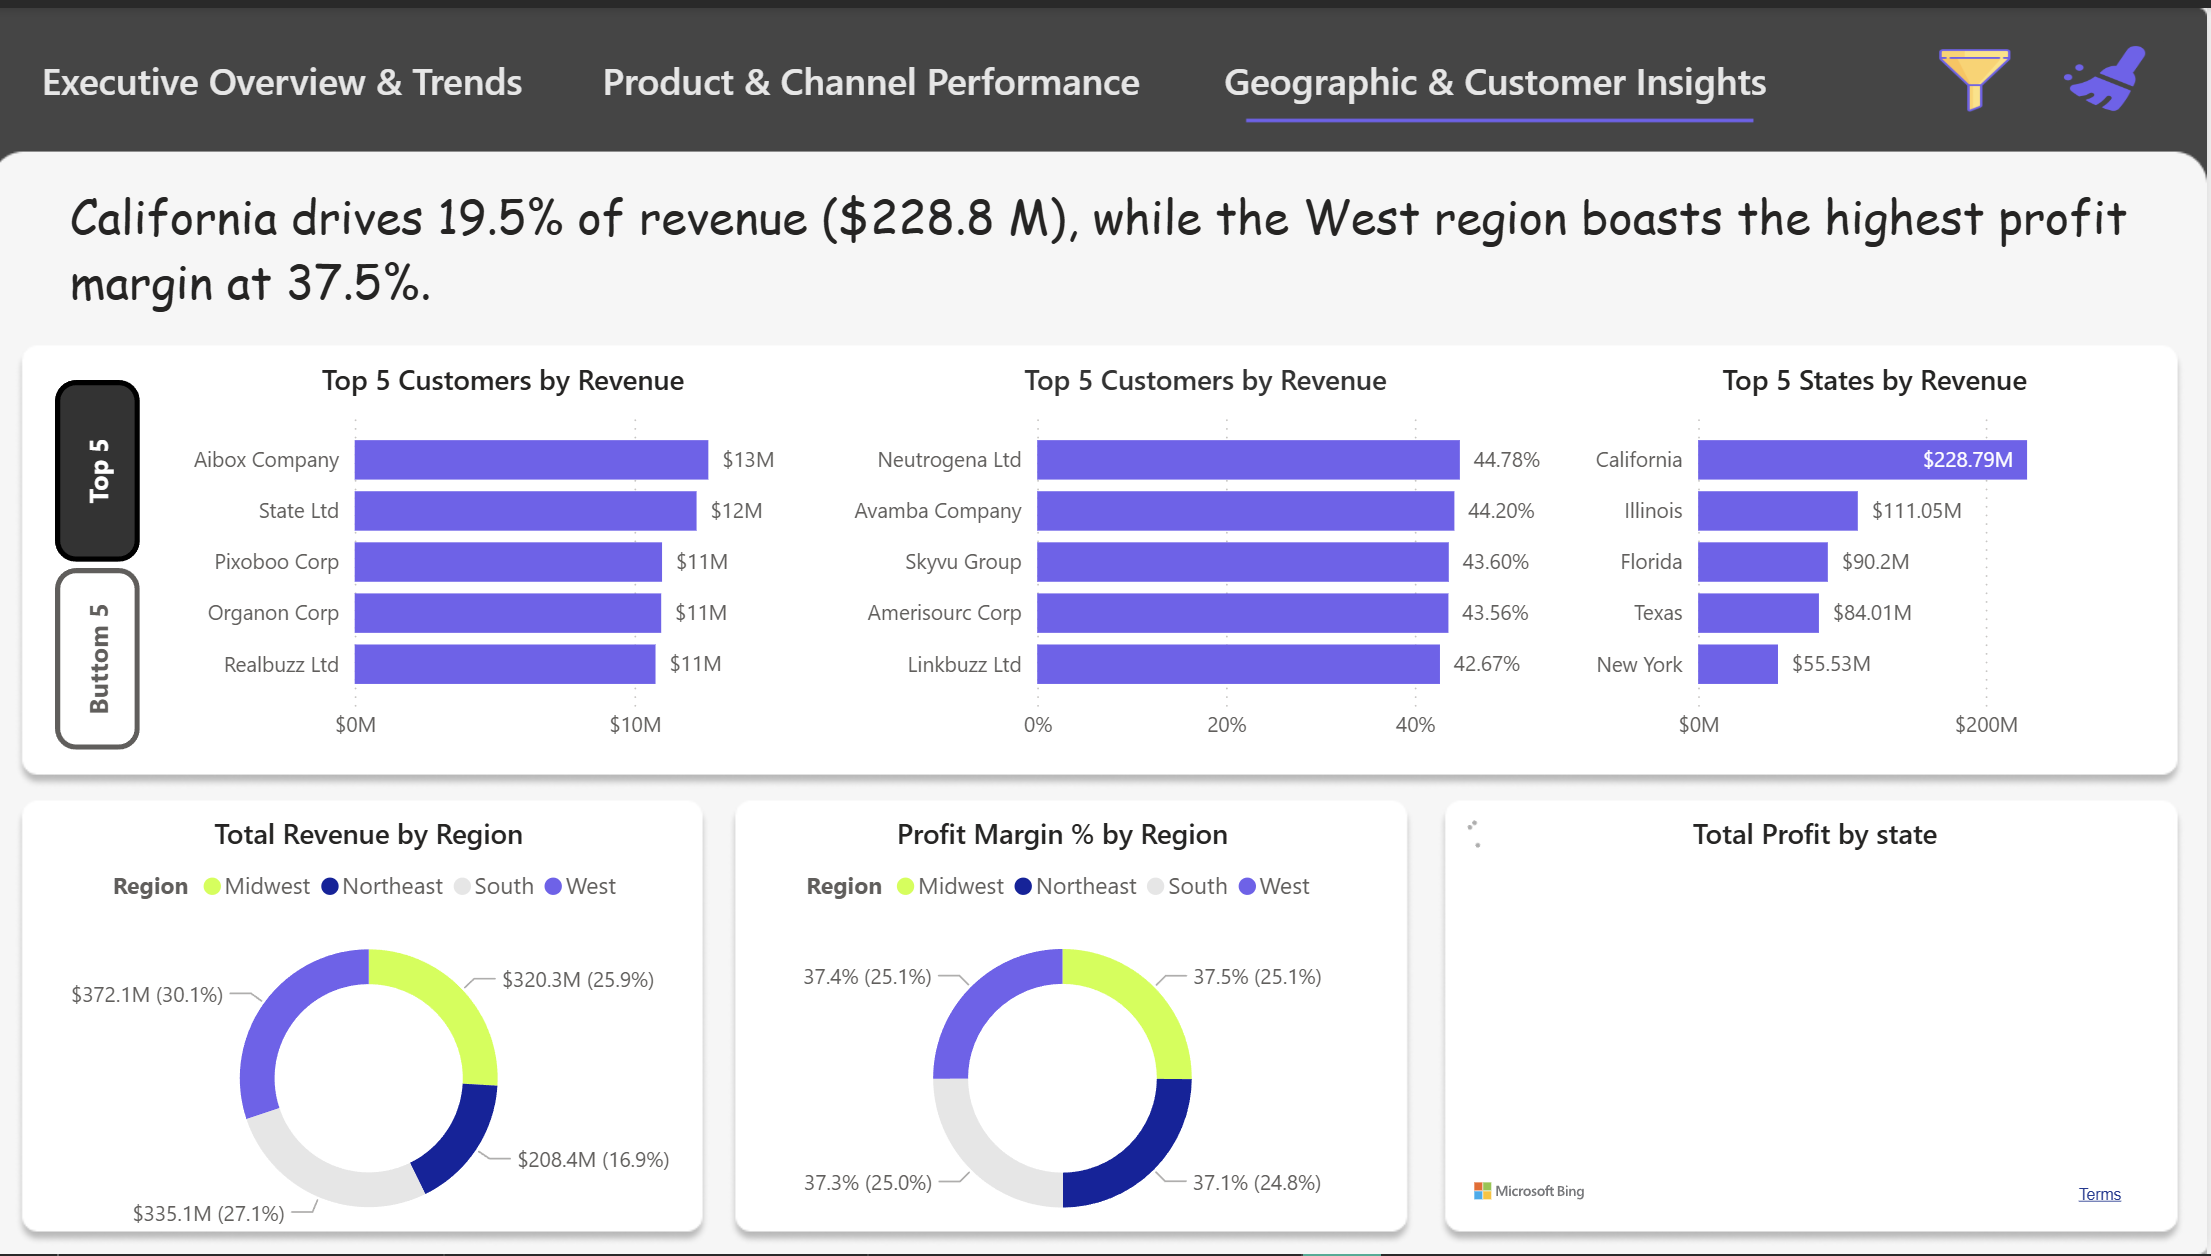 Executive Overview & Trends
Product & Channel Performance
Geographic & Customer Insights
California drives 19.5% of revenue ($228.8 M), while the West region boasts the highest profit
margin at 37.5%.
Top 5
Buttom 5
Top 5 Customers by Revenue
Aibox Company $13M
State Ltd $12M
Pixoboo Corp $11M
Organon Corp $11M
Realbuzz Ltd $11M
$0M $10M
Top 5 Customers by Revenue
Neutrogena Ltd 44.78%
Avamba Company 44.20%
Skyvu Group 43.60%
Amerisourc Corp 43.56%
Linkbuzz Ltd 42.67%
0% 20% 40%
Top 5 States by Revenue
California $228.79M
Illinois $111.05M
Florida $90.2M
Texas $84.01M
New York $55.53M
$0M $200M
Total Revenue by Region
Region Midwest Northeast South West
$320.3M (25.9%)
$372.1M (30.1%)
$208.4M (16.9%)
$335.1M (27.1%)
Profit Margin % by Region
Region Midwest Northeast South West
37.4% (25.1%) 37.5% (25.1%)
37.3% (25.0%) 37.1% (24.8%)
Total Profit by state
Microsoft Bing
Terms